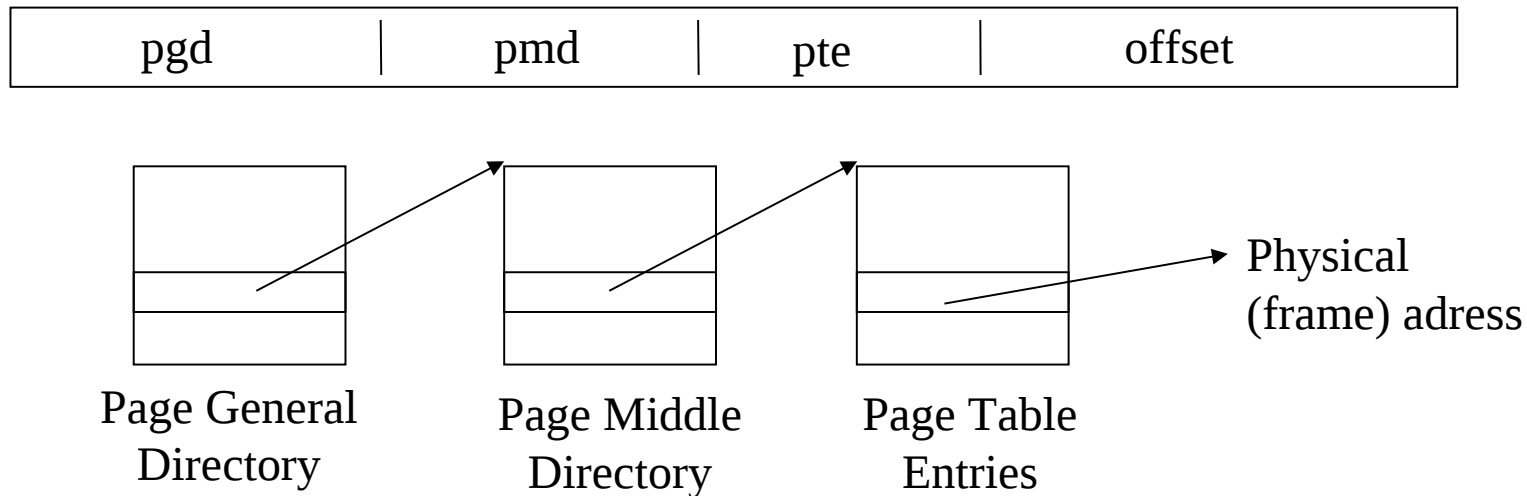 pgd pmd pte offset
Physical
(frame) adress
Page General
Directory
Page Middle
Directory
Page Table
Entries